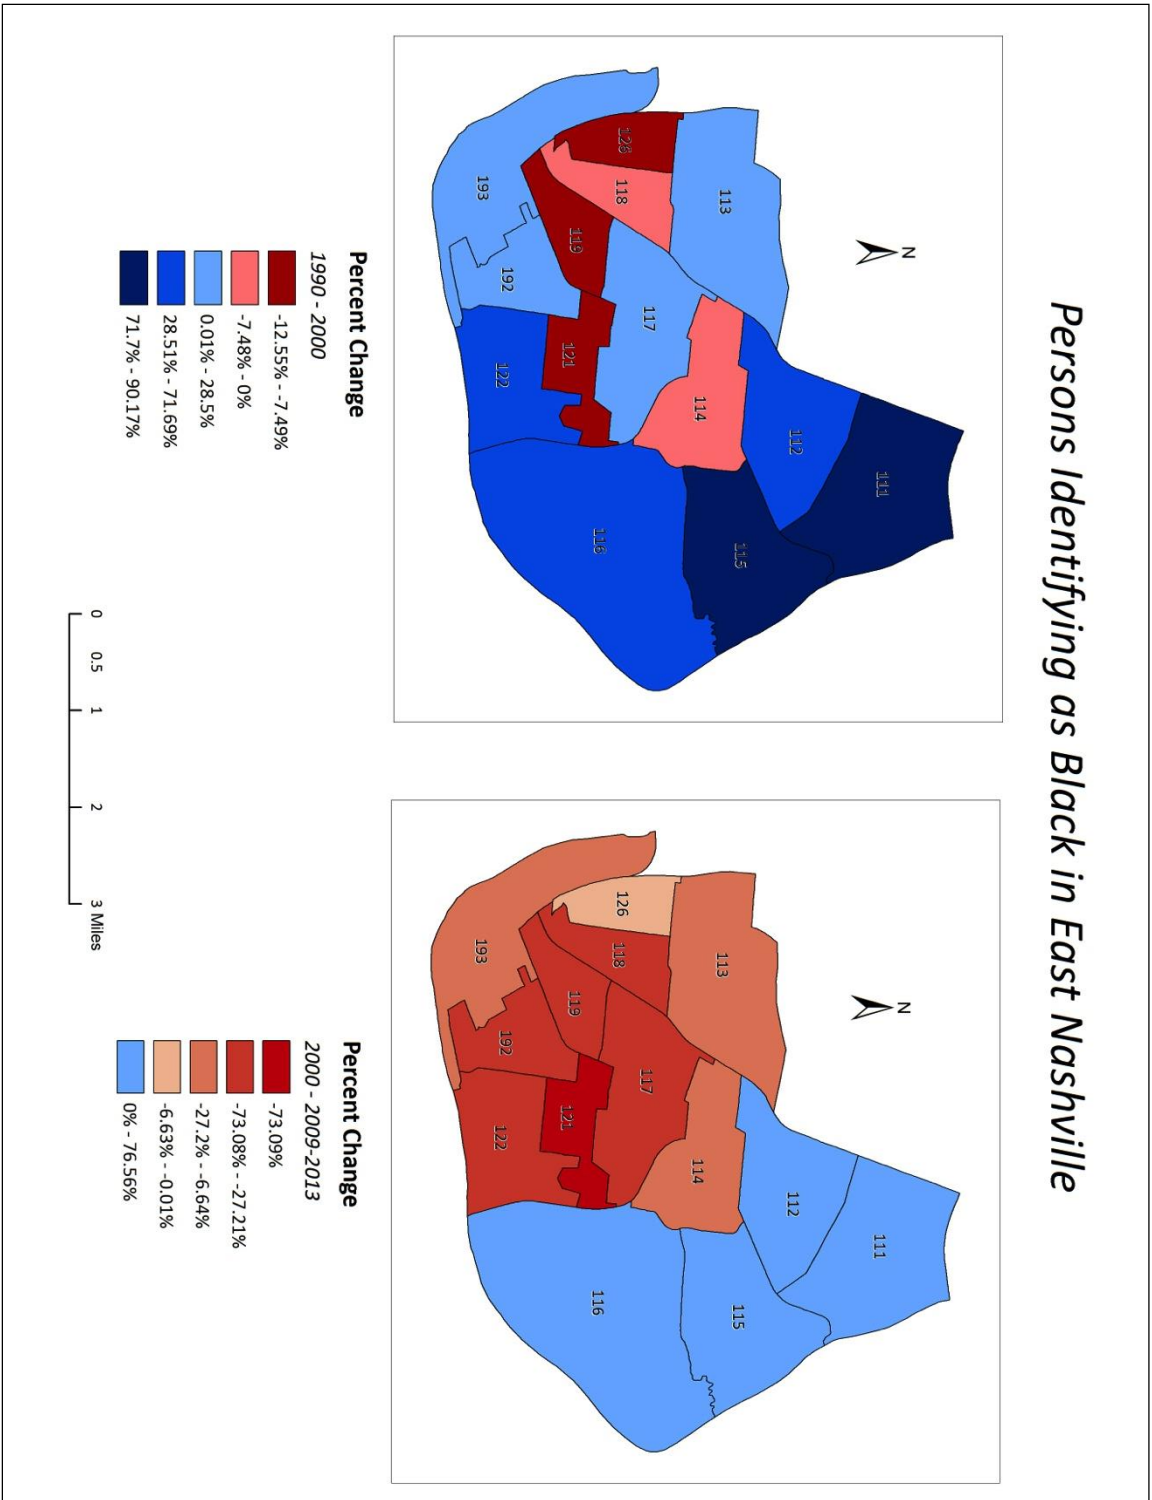 Persons Identifying as Black in East Nashville
N
113
126
118
193
119
192
117
121
122
114
112
111
115
116
Percent Change
1990 - 2000
-12.55% - -7.49%
-7.48% - 0%
0.01% - 28.5%
28.51% - 71.69%
71.7% - 90.17%
N
113
126
118
193
119
192
117
121
122
114
112
111
115
116
Percent Change
2000 - 2009-2013
-73.09%
-73.08% - -27.21%
-27.2% - -6.64%
-6.63% - -0.01%
0% - 76.56%
0 0.5 1 2 3 Miles